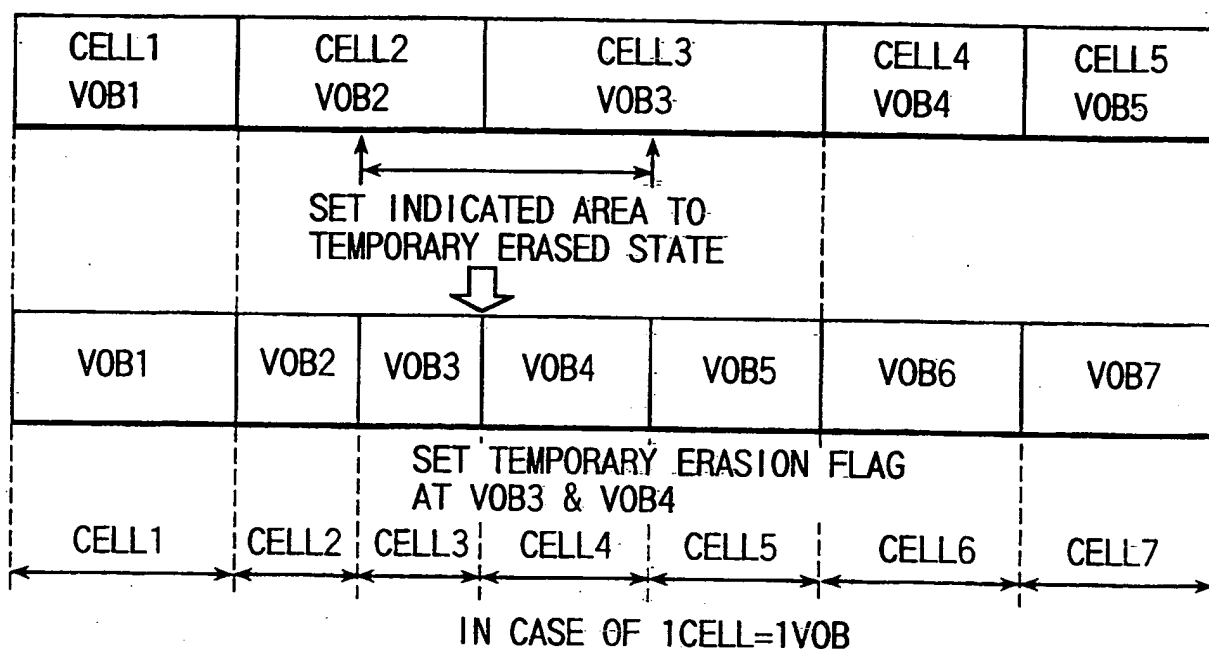 CELL1 CELL2 CELL3 CELL4 CELL5
VOB1 VOB2 VOB3 VOB4 VOB5
SET INDICATED AREA TO
TEMPORARY ERASED STATE
VOB1 VOB2 VOB3 VOB4 VOB5 VOB6 VOB7
SET TEMPORARY ERASION FLAG
AT VOB3 & VOB4
CELL1 CELL2 CELL3 CELL4 CELL5 CELL6 CELL7
IN CASE OF 1CELL=1VOB